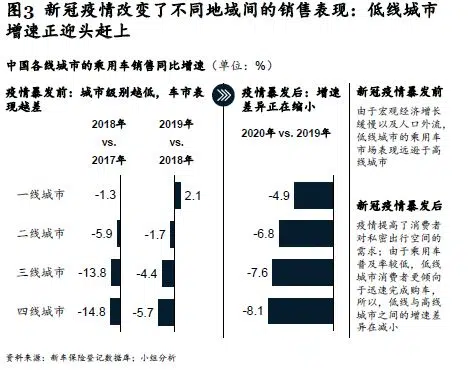 图3 新冠疫情改变了不同地域间的销售表现：低线城市
增速正迎头赶上
中国各线城市的乘用车销售同比增速（单位：%）
疫情暴发前：城市级别越低，车市表
现越差
2018年 2019年
vs. vs.
2017年 2018年
一线城市 -1.3 2.1
二线城市 -5.9 -1.7
三线城市 -13.8 -4.4
四线城市 -14.8 -5.7
疫情暴发后：增速
差异正在缩小
2020年 vs. 2019年
-4.9
-6.8
-7.6
-8.1
新冠疫情暴发前
由于宏观经济增长
缓慢以及人口外流，
低线城市的乘用车
市场表现远逊于高
线城市
新冠疫情暴发后
疫情提高了消费者
对私密出行空间的
需求；由于乘用车
普及率较低，低线
城市消费者更倾向
于迅速完成购车，
所以，低线与高线
城市之间的增速差
异在减小
资料来源：新车保险登记数据库；小组分析